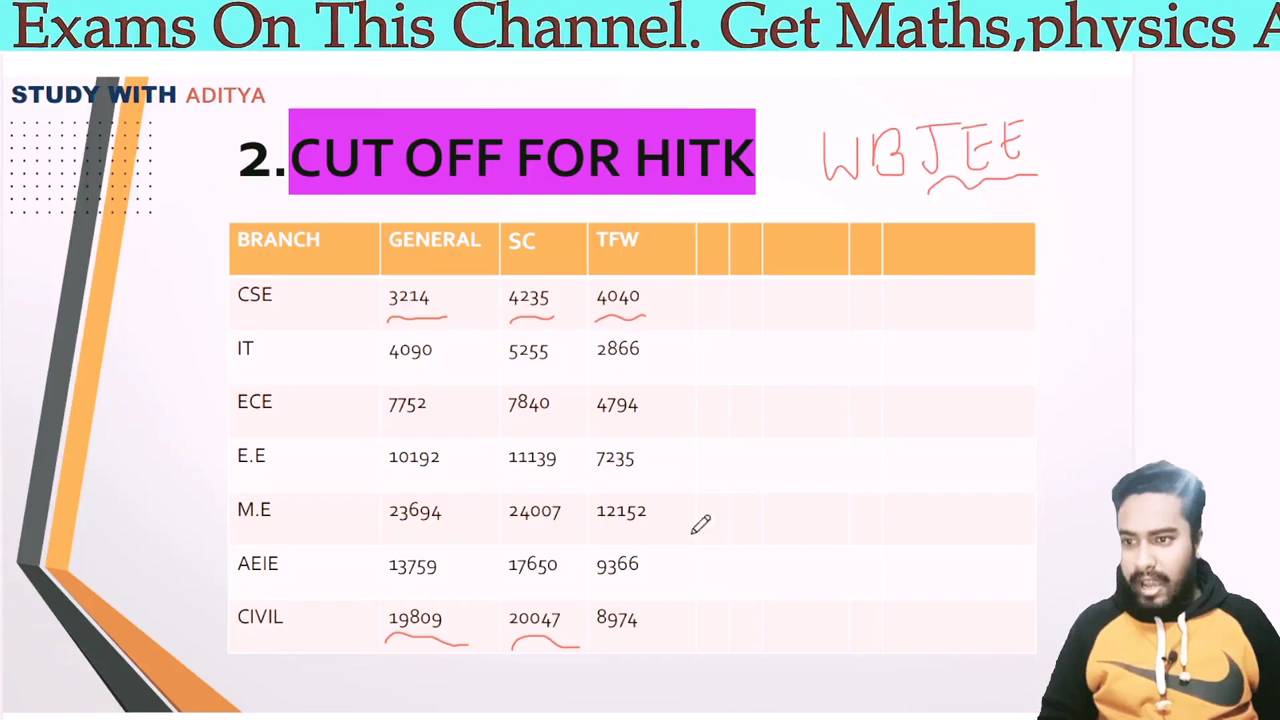 Exams On This Channel. Get Maths,physics A
STUDY WITH ADITYA
2.CUT OFF FOR HITK
WBJEE
BRANCH GENERAL SC TFW
CSE 3214 4235 4040
IT 4090 5255 2866
ECE 7752 7840 4794
E.E 10192 11139 7235
M.E 23694 24007 12152
AEIE 13759 17650 9366
CIVIL 19809 20047 8974